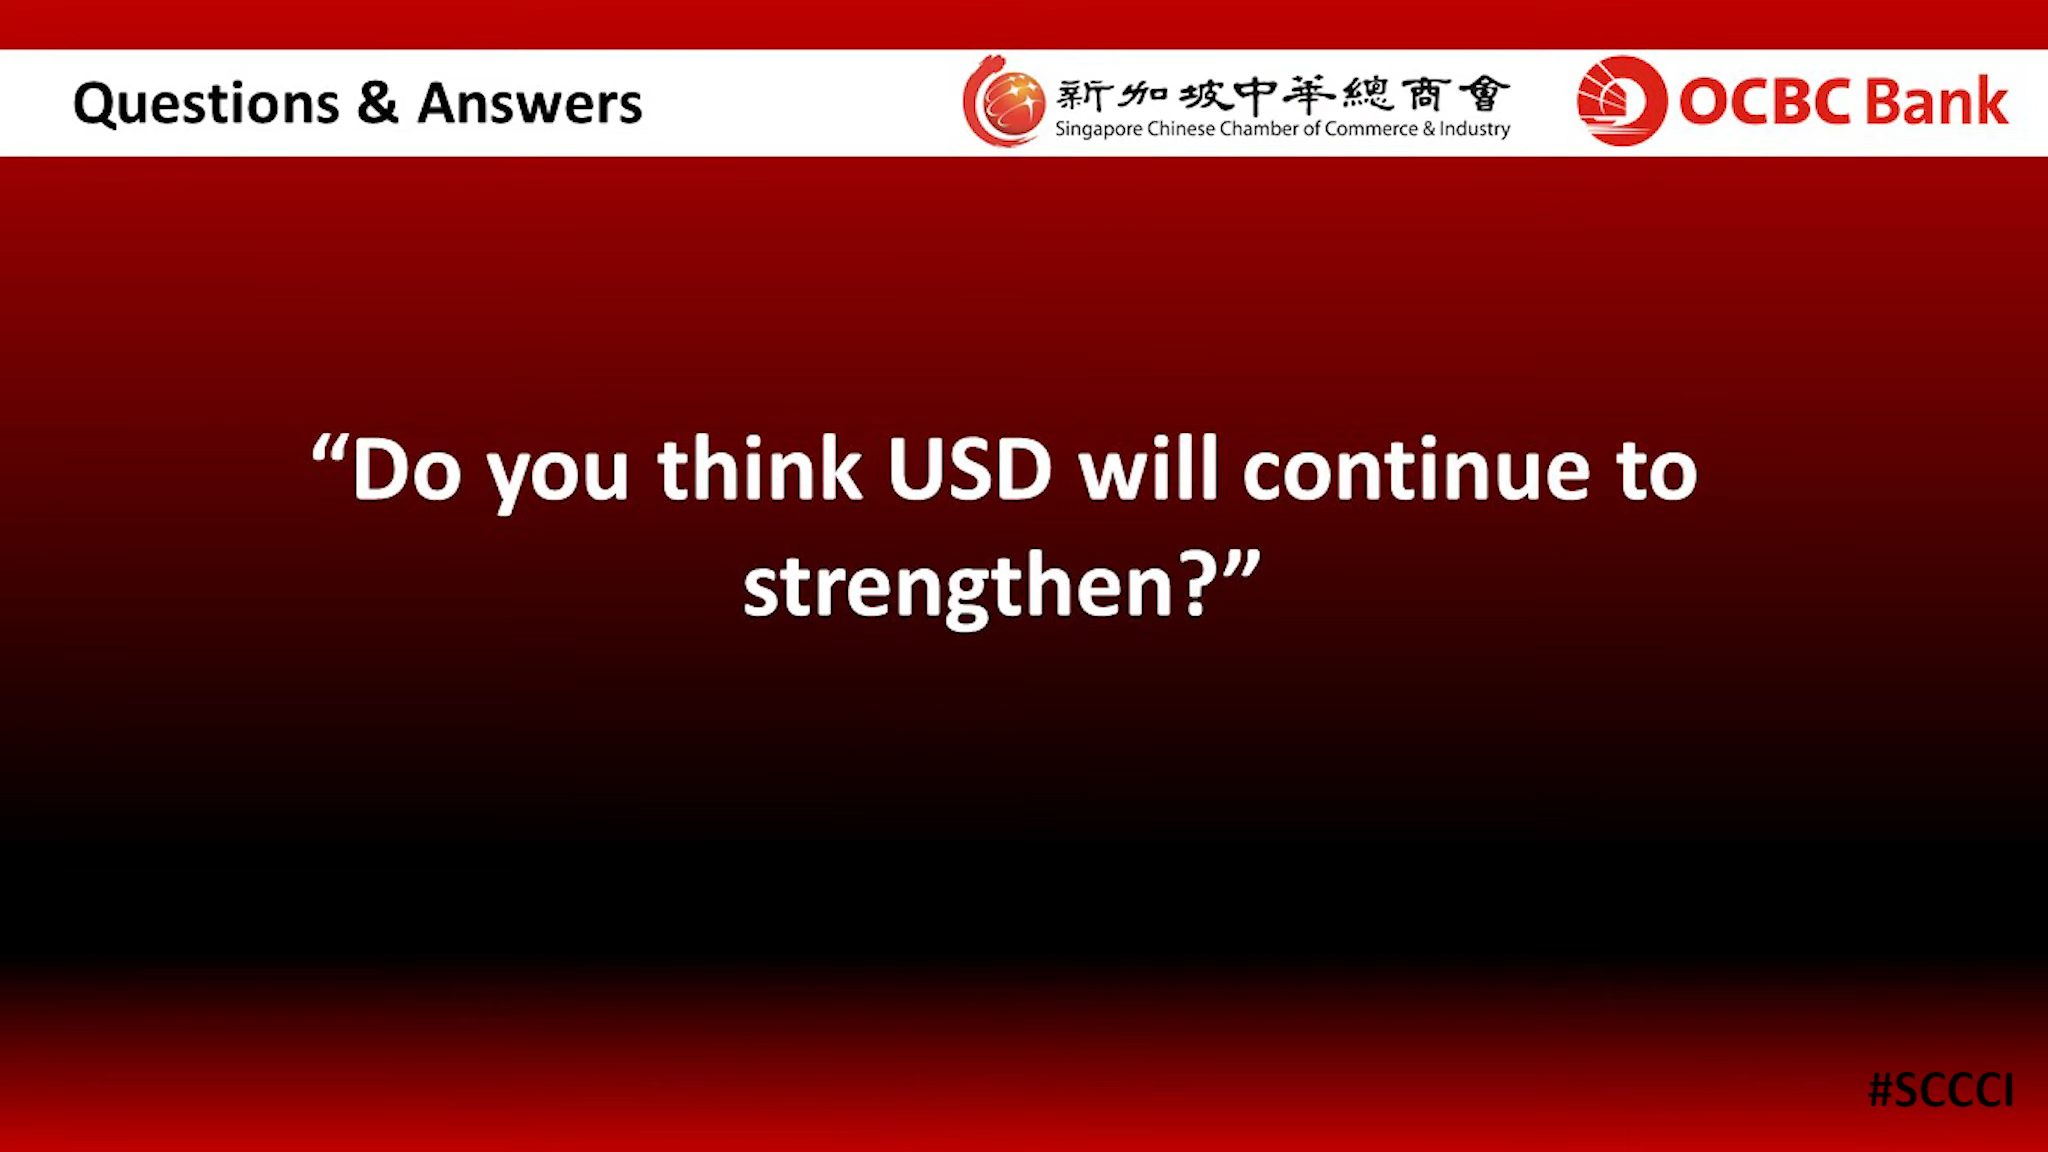 Questions & Answers
新加坡中華總商會
Singapore Chinese Chamber of Commerce & Industry
OCBC Bank
“Do you think USD will continue to
strengthen?”
#SCCCI